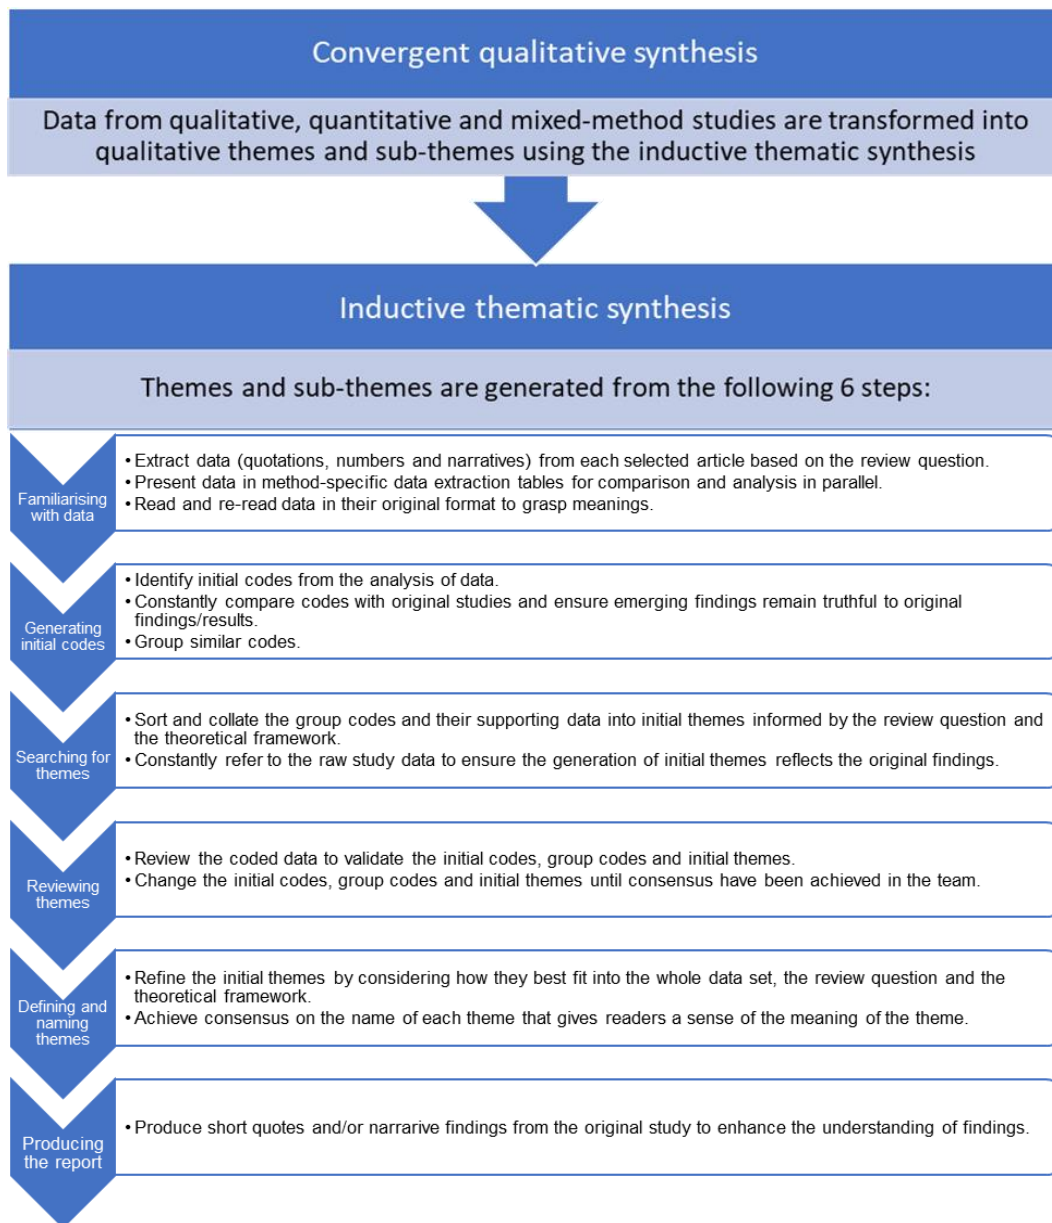 Convergent qualitative synthesis
Data from qualitative, quantitative and mixed-method studies are transformed into
qualitative themes and sub-themes using the inductive thematic synthesis
Inductive thematic synthesis
Themes and sub-themes are generated from the following 6 steps:
Familiarising
with data
• Extract data (quotations, numbers and narratives) from each selected article based on the review question.
• Present data in method-specific data extraction tables for comparison and analysis in parallel.
• Read and re-read data in their original format to grasp meanings.
Generating
initial codes
• Identify initial codes from the analysis of data.
• Constantly compare codes with original studies and ensure emerging findings remain truthful to original
findings/results.
• Group similar codes.
Searching for
themes
• Sort and collate the group codes and their supporting data into initial themes informed by the review question and
the theoretical framework.
• Constantly refer to the raw study data to ensure the generation of initial themes reflects the original findings.
Reviewing
themes
• Review the coded data to validate the initial codes, group codes and initial themes.
• Change the initial codes, group codes and initial themes until consensus have been achieved in the team.
Defining and
naming
themes
• Refine the initial themes by considering how they best fit into the whole data set, the review question and the
theoretical framework.
• Achieve consensus on the name of each theme that gives readers a sense of the meaning of the theme.
Producing
the report
• Produce short quotes and/or narrarive findings from the original study to enhance the understanding of findings.